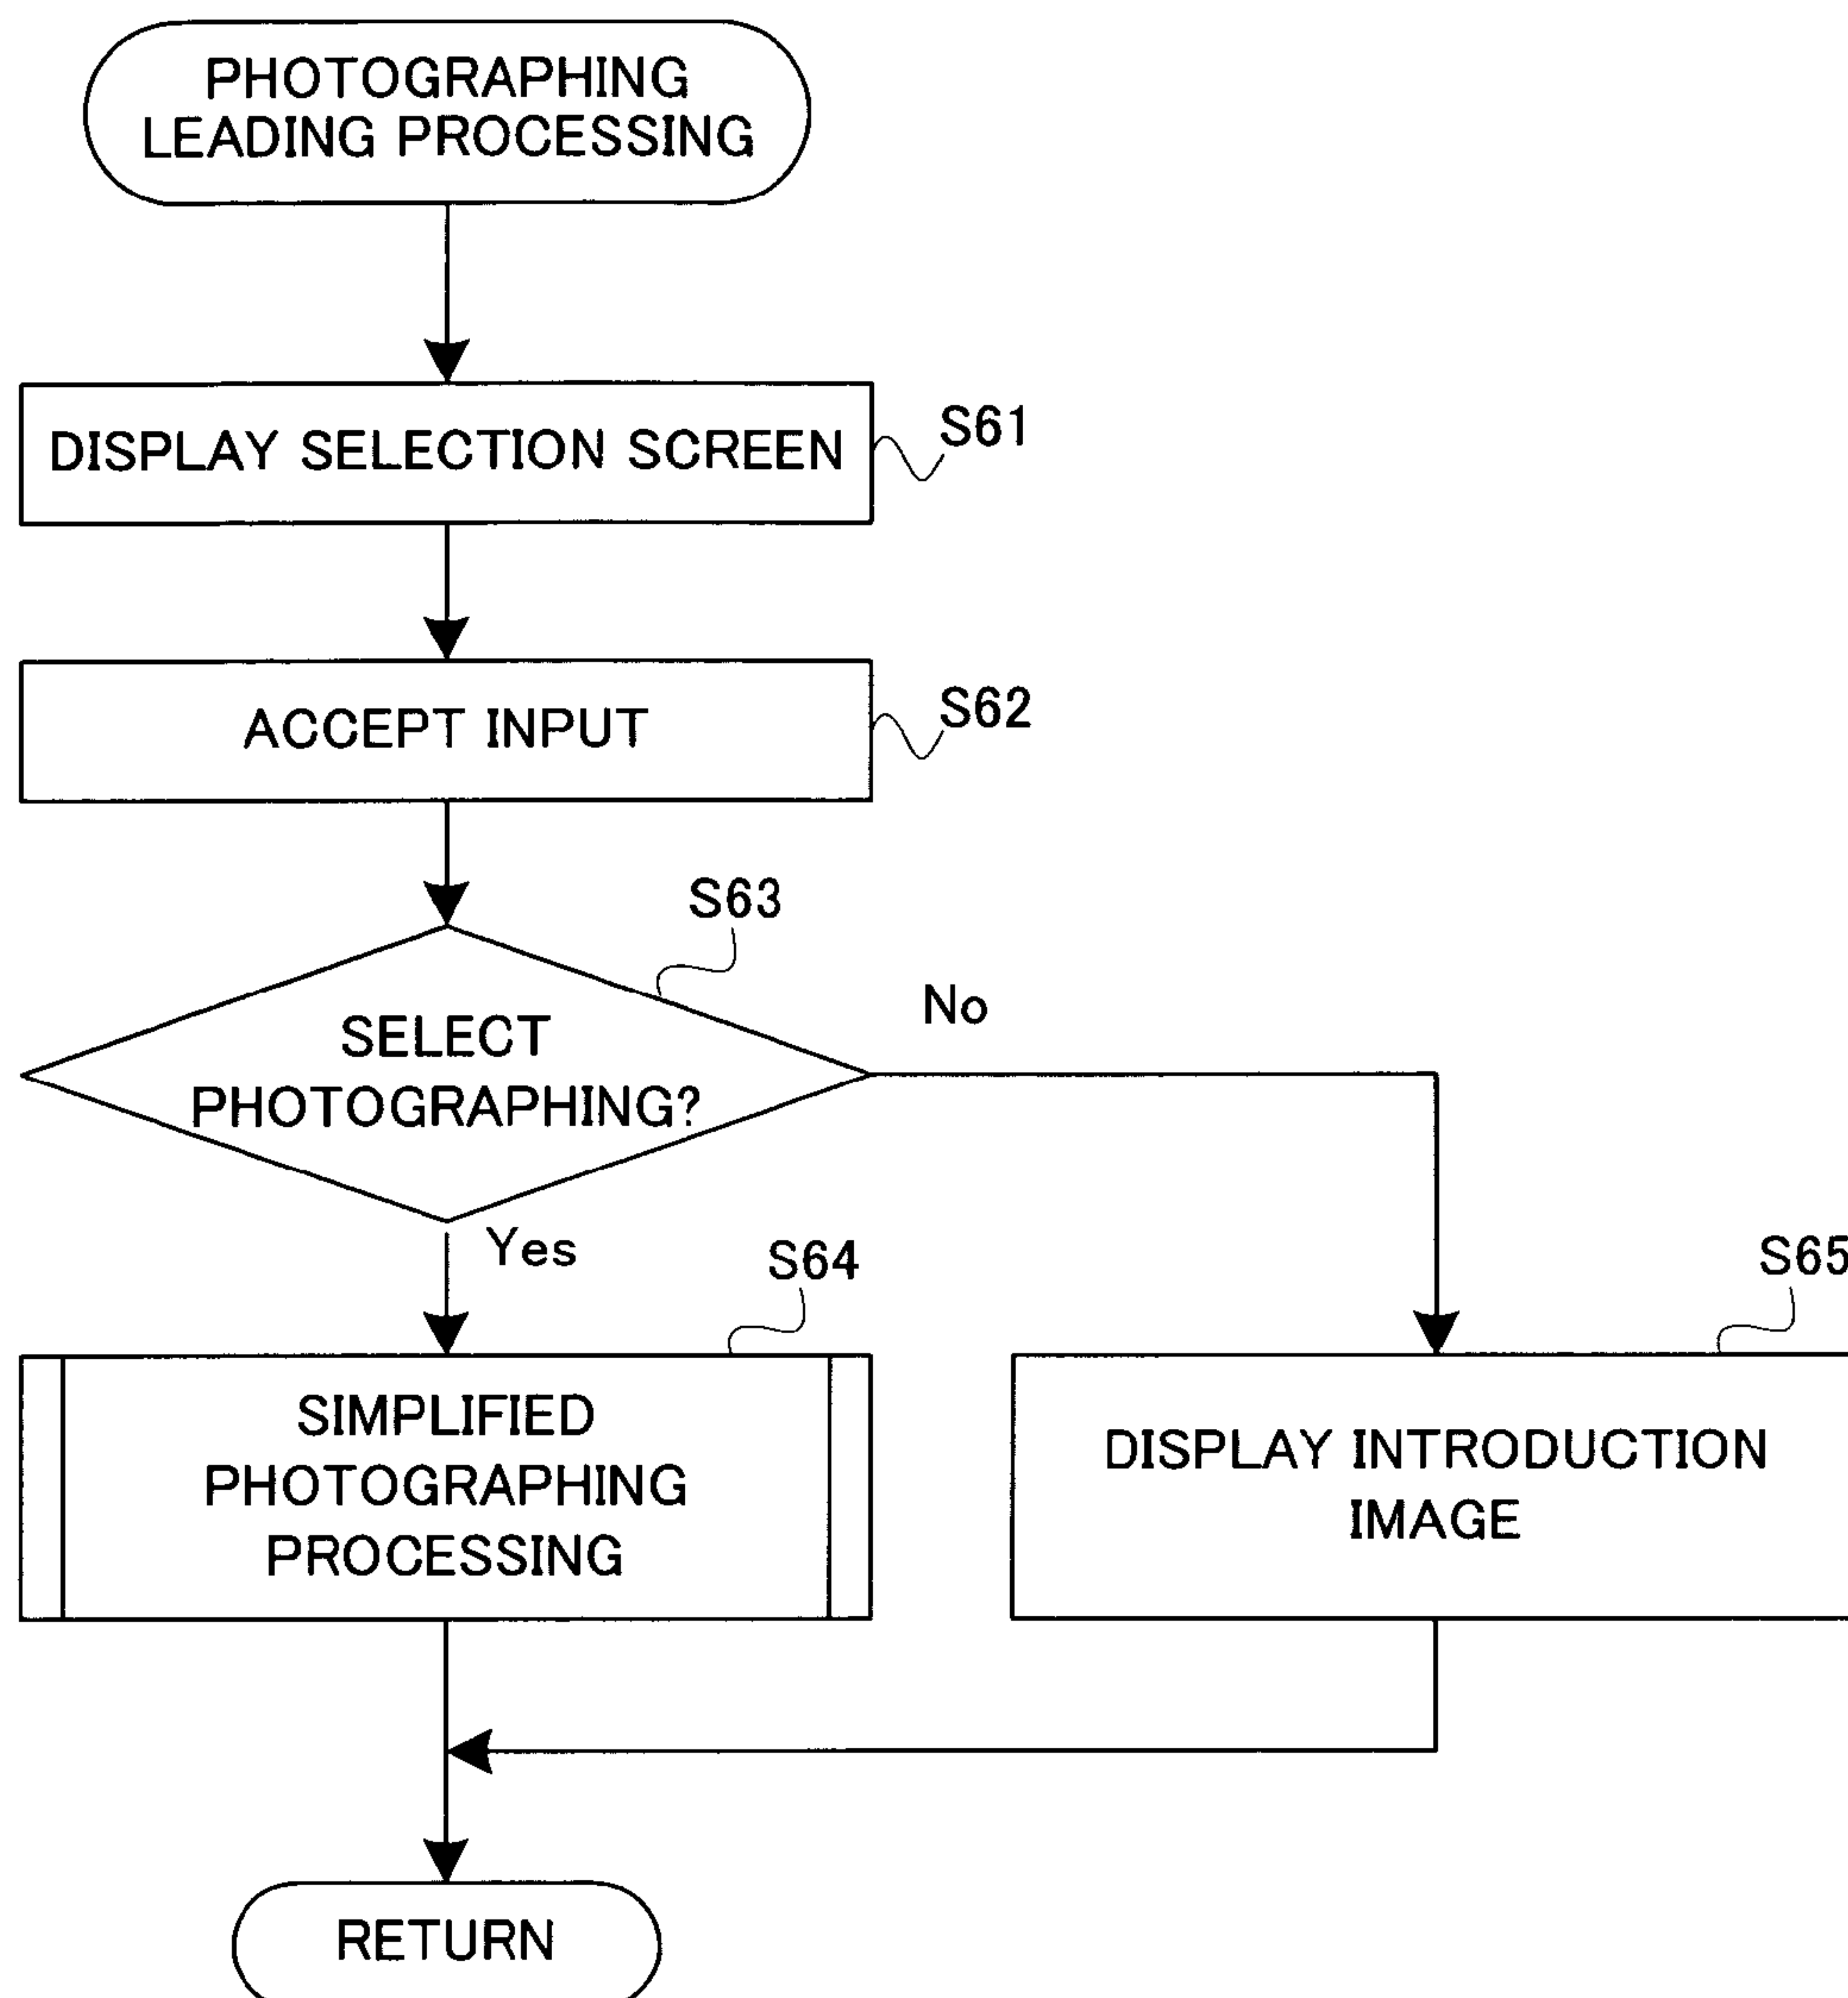 PHOTOGRAPHING
LEADING PROCESSING
DISPLAY SELECTION SCREEN
S61
ACCEPT INPUT
S62
S63
SELECT
PHOTOGRAPHING?
No
Yes
S64
S65
SIMPLIFIED
PHOTOGRAPHING
PROCESSING
DISPLAY INTRODUCTION
IMAGE
RETURN